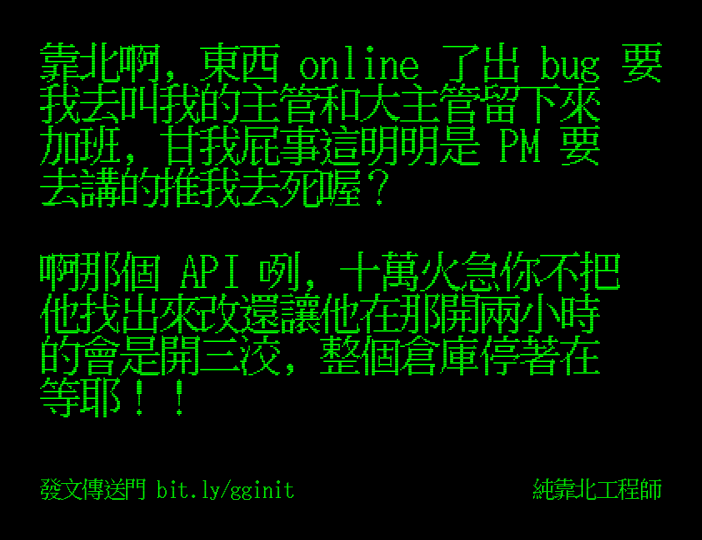 靠北啊, 東西 online 了出 bug 要
我去叫我的主管和大主管留下來
加班, 甘我屁事這明明是 PM 要
去講的推我去死喔？
啊那個 API 咧, 十萬火急你不把
他找出來改還讓他在那開兩小時
的會是開三洨, 整個倉庫停著在
等耶！！
發文傳送門 bit.ly/gginit
純靠北工程師